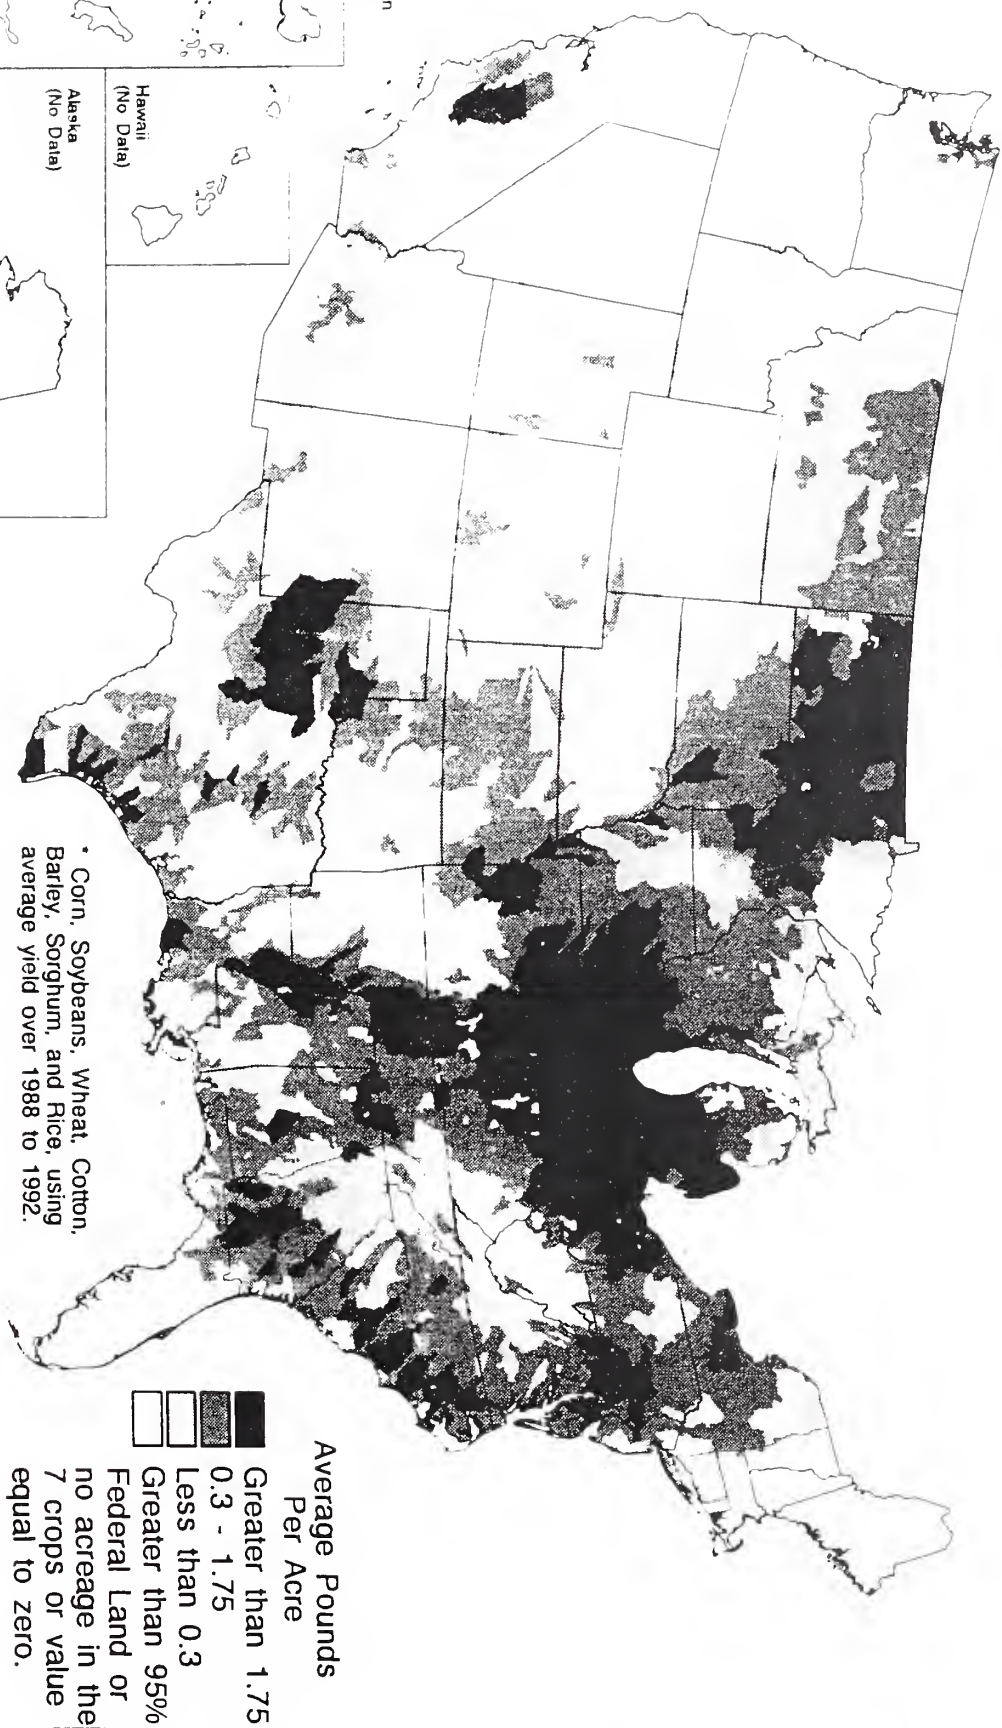 Average Pounds
Per Acre
Greater than 1.75
0.3 - 1.75
Less than 0.3
Greater than 95%
Federal Land or
no acreage in the
7 crops or value
equal to zero.
* Corn, Soybeans, Wheat, Cotton,
Barley, Sorghum, and Rice, using
average yield over 1988 to 1992.
Hawaii
(No Data)
Alaska
(No Data)
n